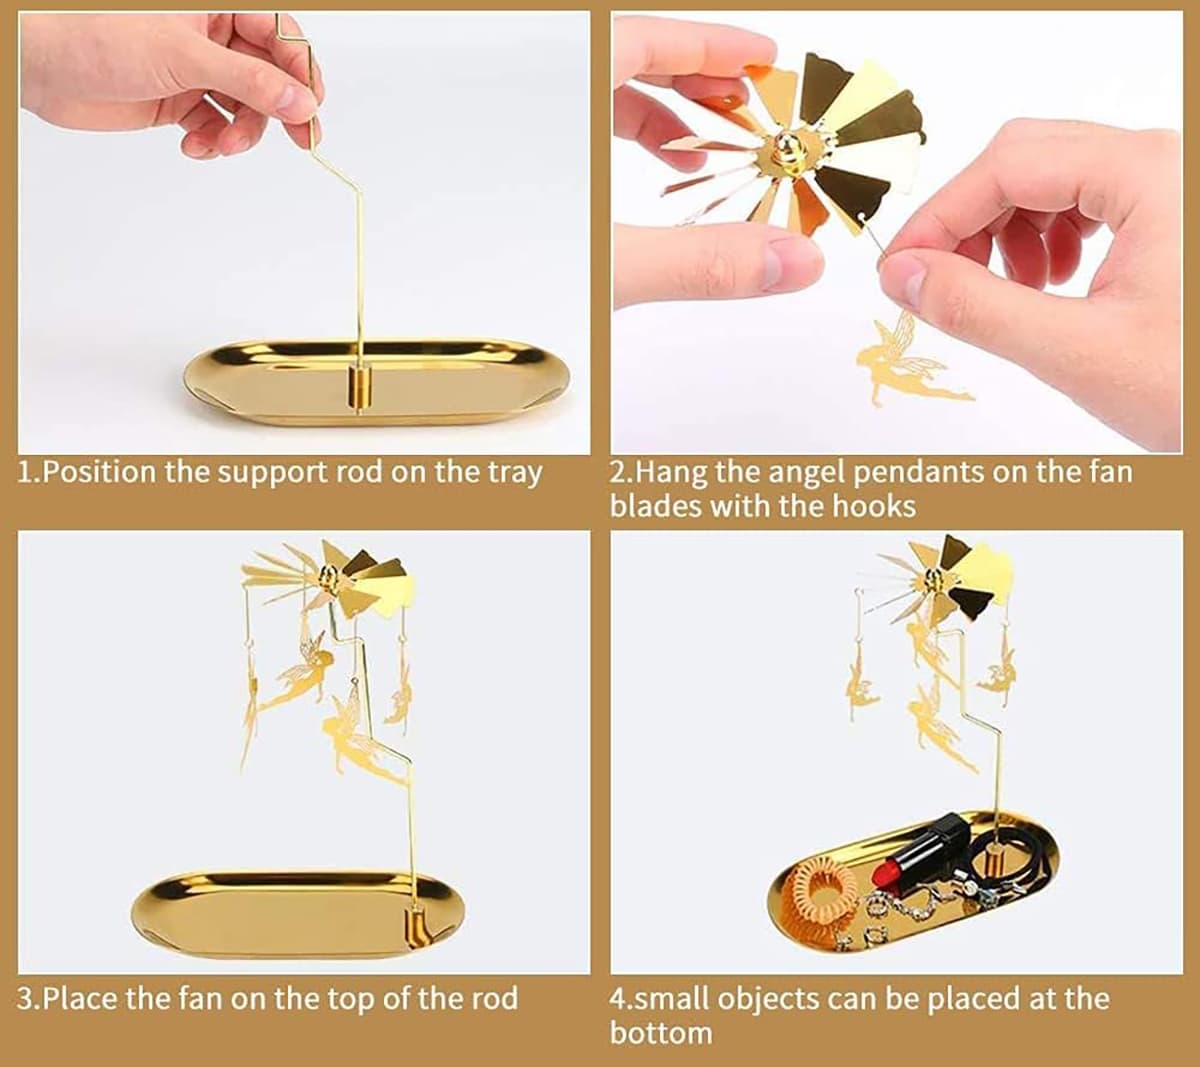 1.Position the support rod on the tray
2.Hang the angel pendants on the fan
blades with the hooks
3.Place the fan on the top of the rod
4.small objects can be placed at the
bottom